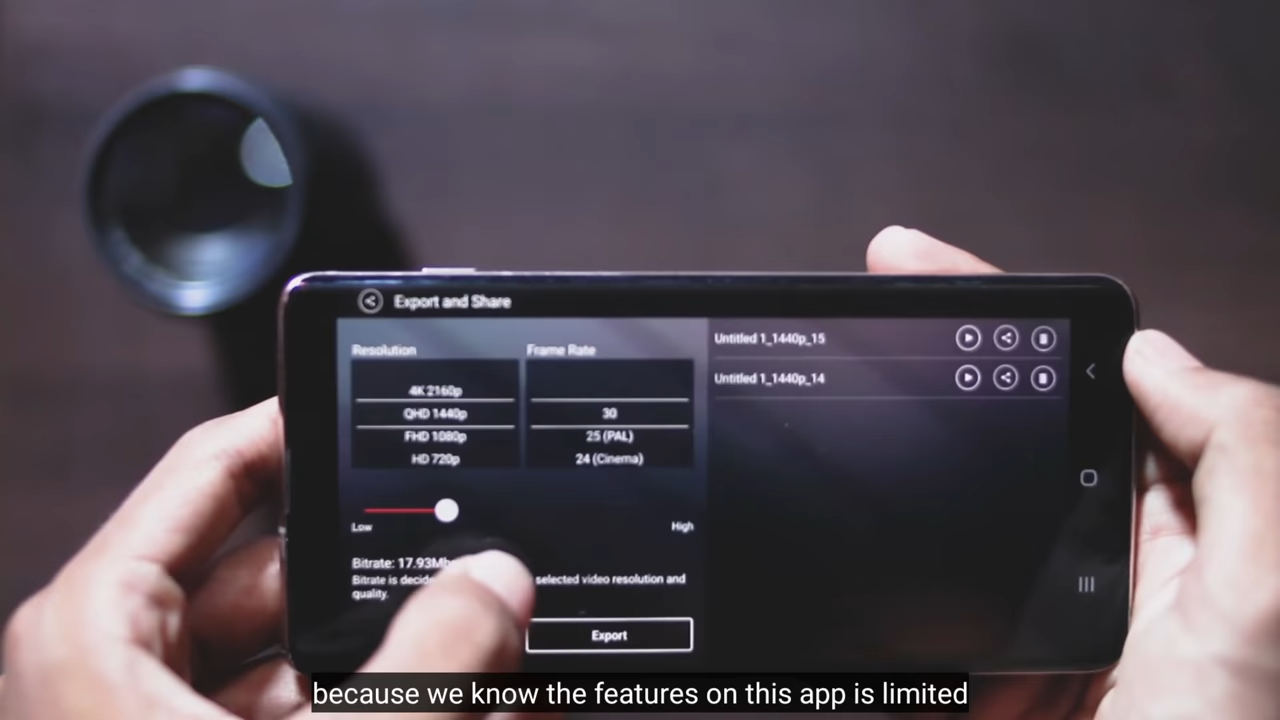 Export and Share
Resolution
Frame Rate
4K 2160p
QHD 1440p
FHD 1080p
HD 720p
30
25 (PAL)
24 (Cinema)
Low
High
Bitrate: 17.93Mb
Bitrate is decide
selected video resolution and
quality.
Export
Untitled 1_1440p_15
Untitled 1_1440p_14
because we know the features on this app is limited